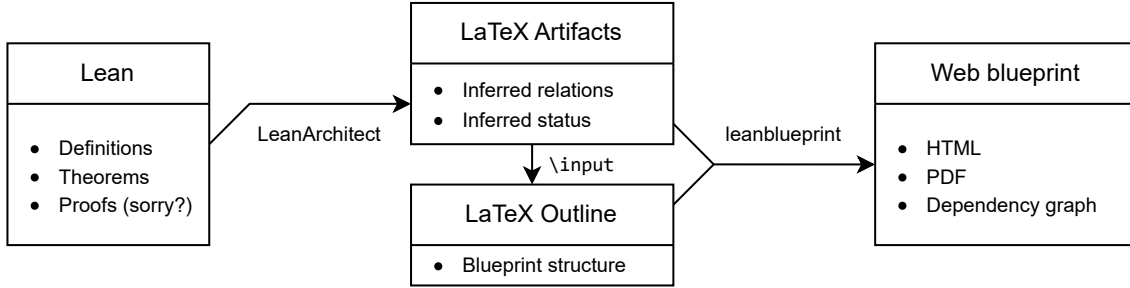 Lean
● Definitions
● Theorems
● Proofs (sorry?)
LeanArchitect
LaTeX Artifacts
● Inferred relations
● Inferred status
\input
LaTeX Outline
● Blueprint structure
leanblueprint
Web blueprint
● HTML
● PDF
● Dependency graph